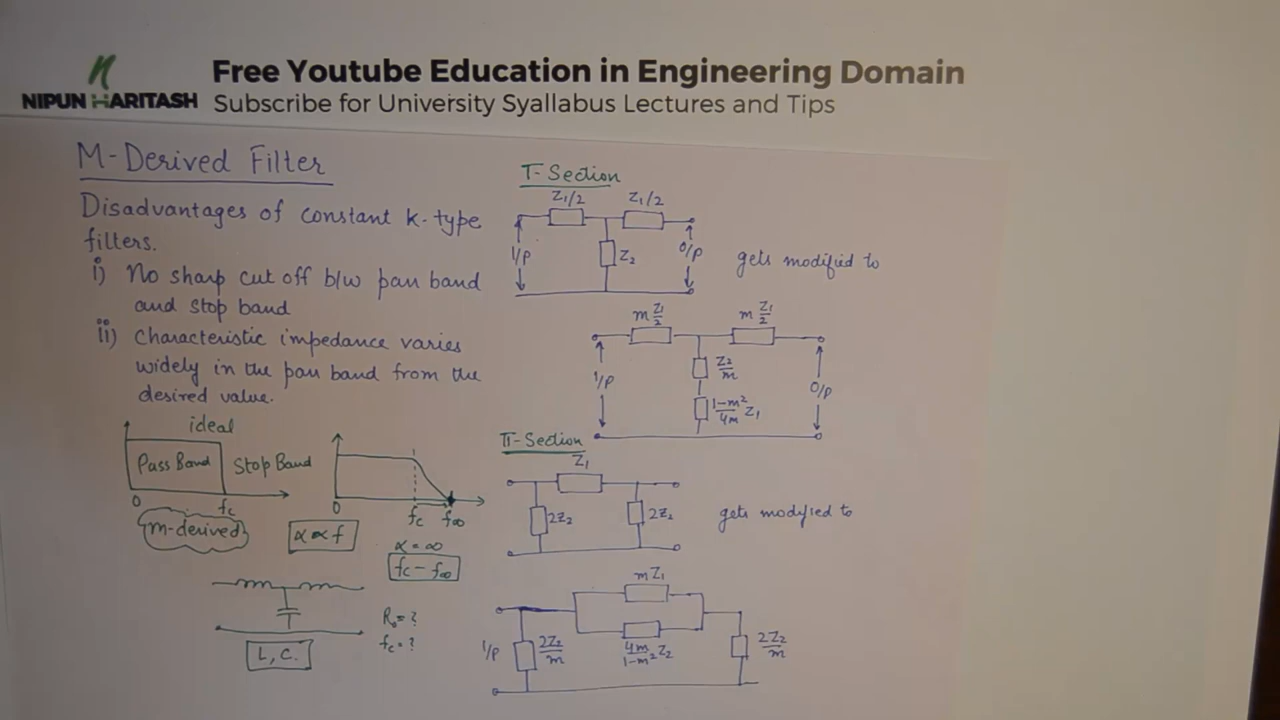 Free Youtube Education in Engineering Domain
NIPUN HARITASH
Subscribe for University Syallabus Lectures and Tips
M-Derived Filter
Disadvantages of constant k-type
filters.
i) No sharp cut off b/w pass band
and stop band
ii) Characteristic impedance varies
widely in the pass band from the
desired value.
ideal
Pass Band
Stop Band
0
fc
m-derived
0
fc
f∞
α ∝ f
α = ∞
fc - f∞
R₀ = ?
fc = ?
L, C.
T-Section
Z₁/2
Z₁/2
I/P
Z₂
O/P
gets modified to
m Z₁/2
m Z₁/2
I/P
Z₂/m
1-m²/4m Z₁
O/P
π-Section
Z₁
2Z₂
2Z₂
gets modified to
mZ₁
I/P
2Z₂/m
4m/1-m² Z₂
2Z₂/m